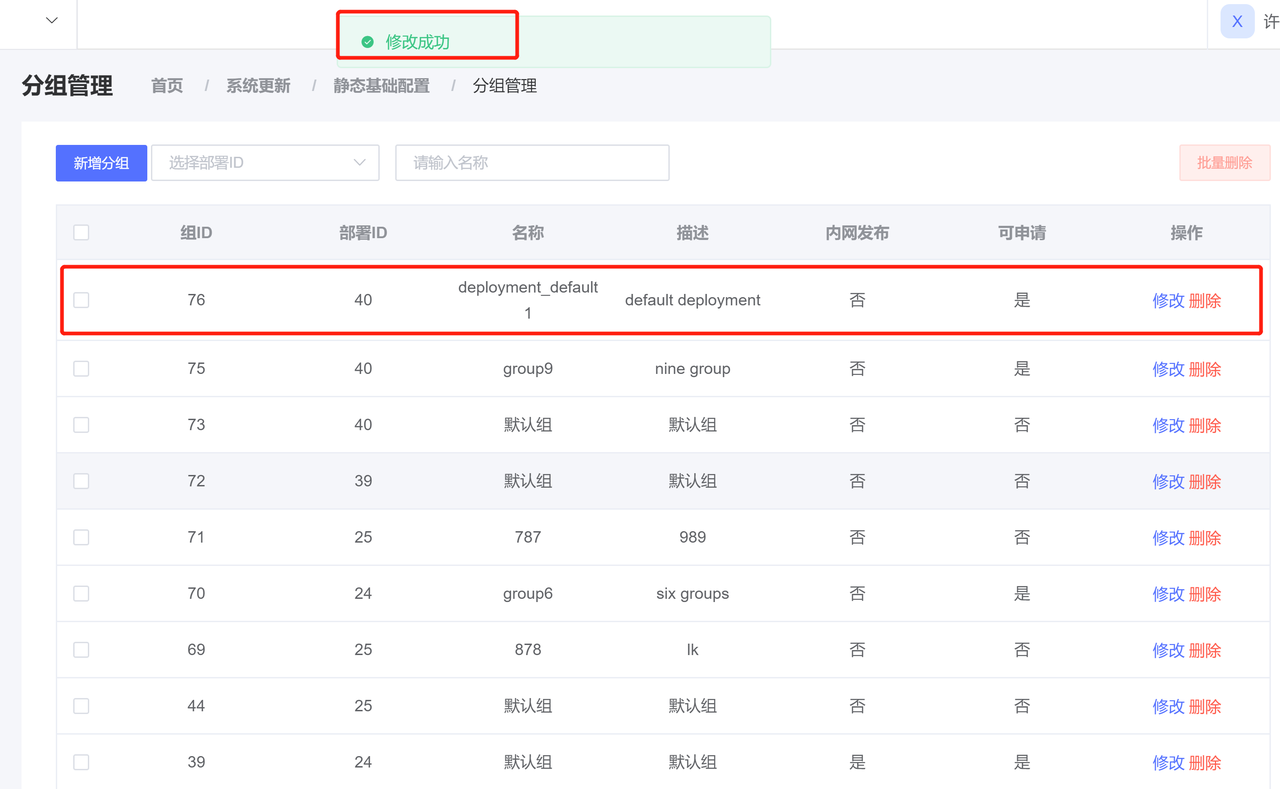 修改成功
X 许
分组管理 首页 / 系统更新 / 静态基础配置 / 分组管理
新增分组 选择部署ID 请输入名称 批量删除
组ID 部署ID 名称 描述 内网发布 可申请 操作
76 40 deployment_default1 default deployment 否 是 修改 删除
75 40 group9 nine group 否 是 修改 删除
73 40 默认组 默认组 否 否 修改 删除
72 39 默认组 默认组 否 否 修改 删除
71 25 787 989 否 否 修改 删除
70 24 group6 six groups 否 是 修改 删除
69 25 878 lk 否 否 修改 删除
44 25 默认组 默认组 否 否 修改 删除
39 24 默认组 默认组 是 是 修改 删除